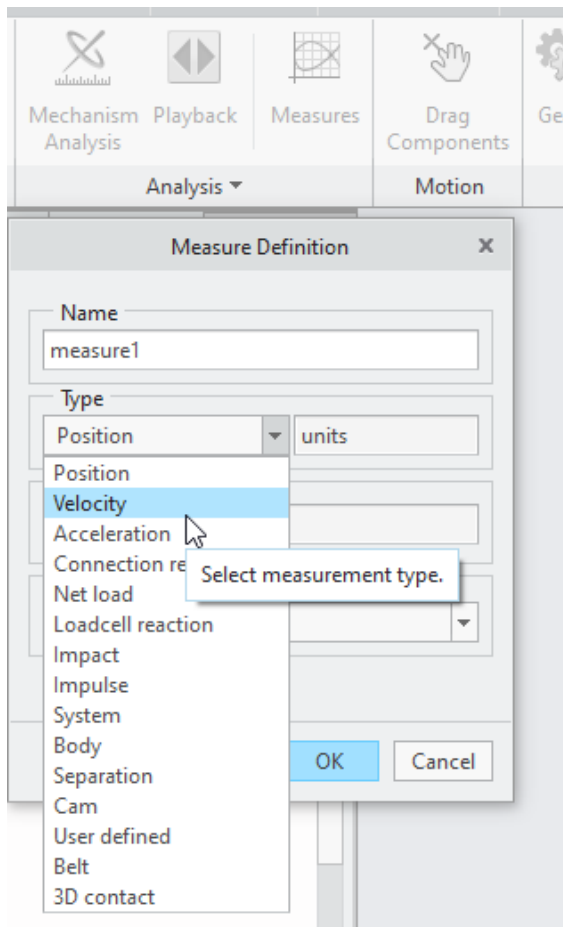 Mechanism Playback Measures Drag Ge
Analysis Components
Analysis Motion
Measure Definition x
Name
measure1
Type
Position units
Position
Velocity
Acceleration
Connection re
Select measurement type.
Net load
Loadcell reaction
Impact
Impulse
System
Body
OK Cancel
Separation
Cam
User defined
Belt
3D contact